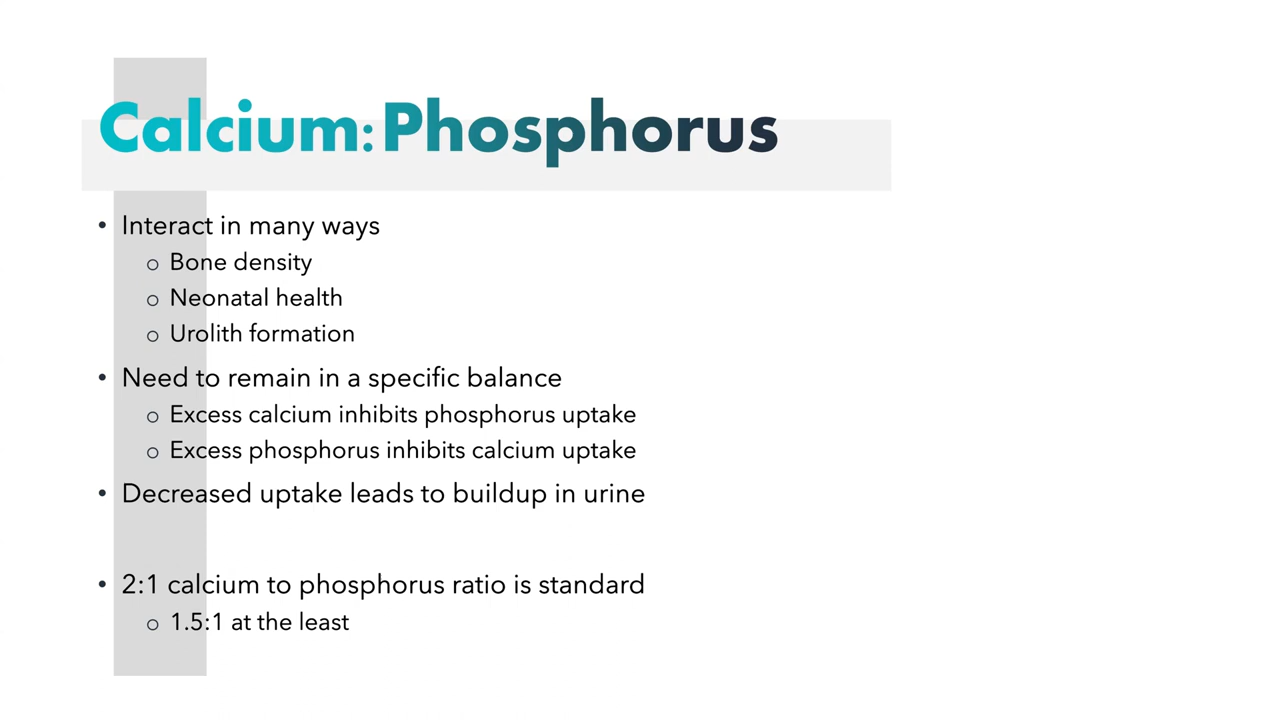 Calcium: Phosphorus
• Interact in many ways
o Bone density
o Neonatal health
o Urolith formation
• Need to remain in a specific balance
o Excess calcium inhibits phosphorus uptake
o Excess phosphorus inhibits calcium uptake
• Decreased uptake leads to buildup in urine
• 2:1 calcium to phosphorus ratio is standard
o 1.5:1 at the least